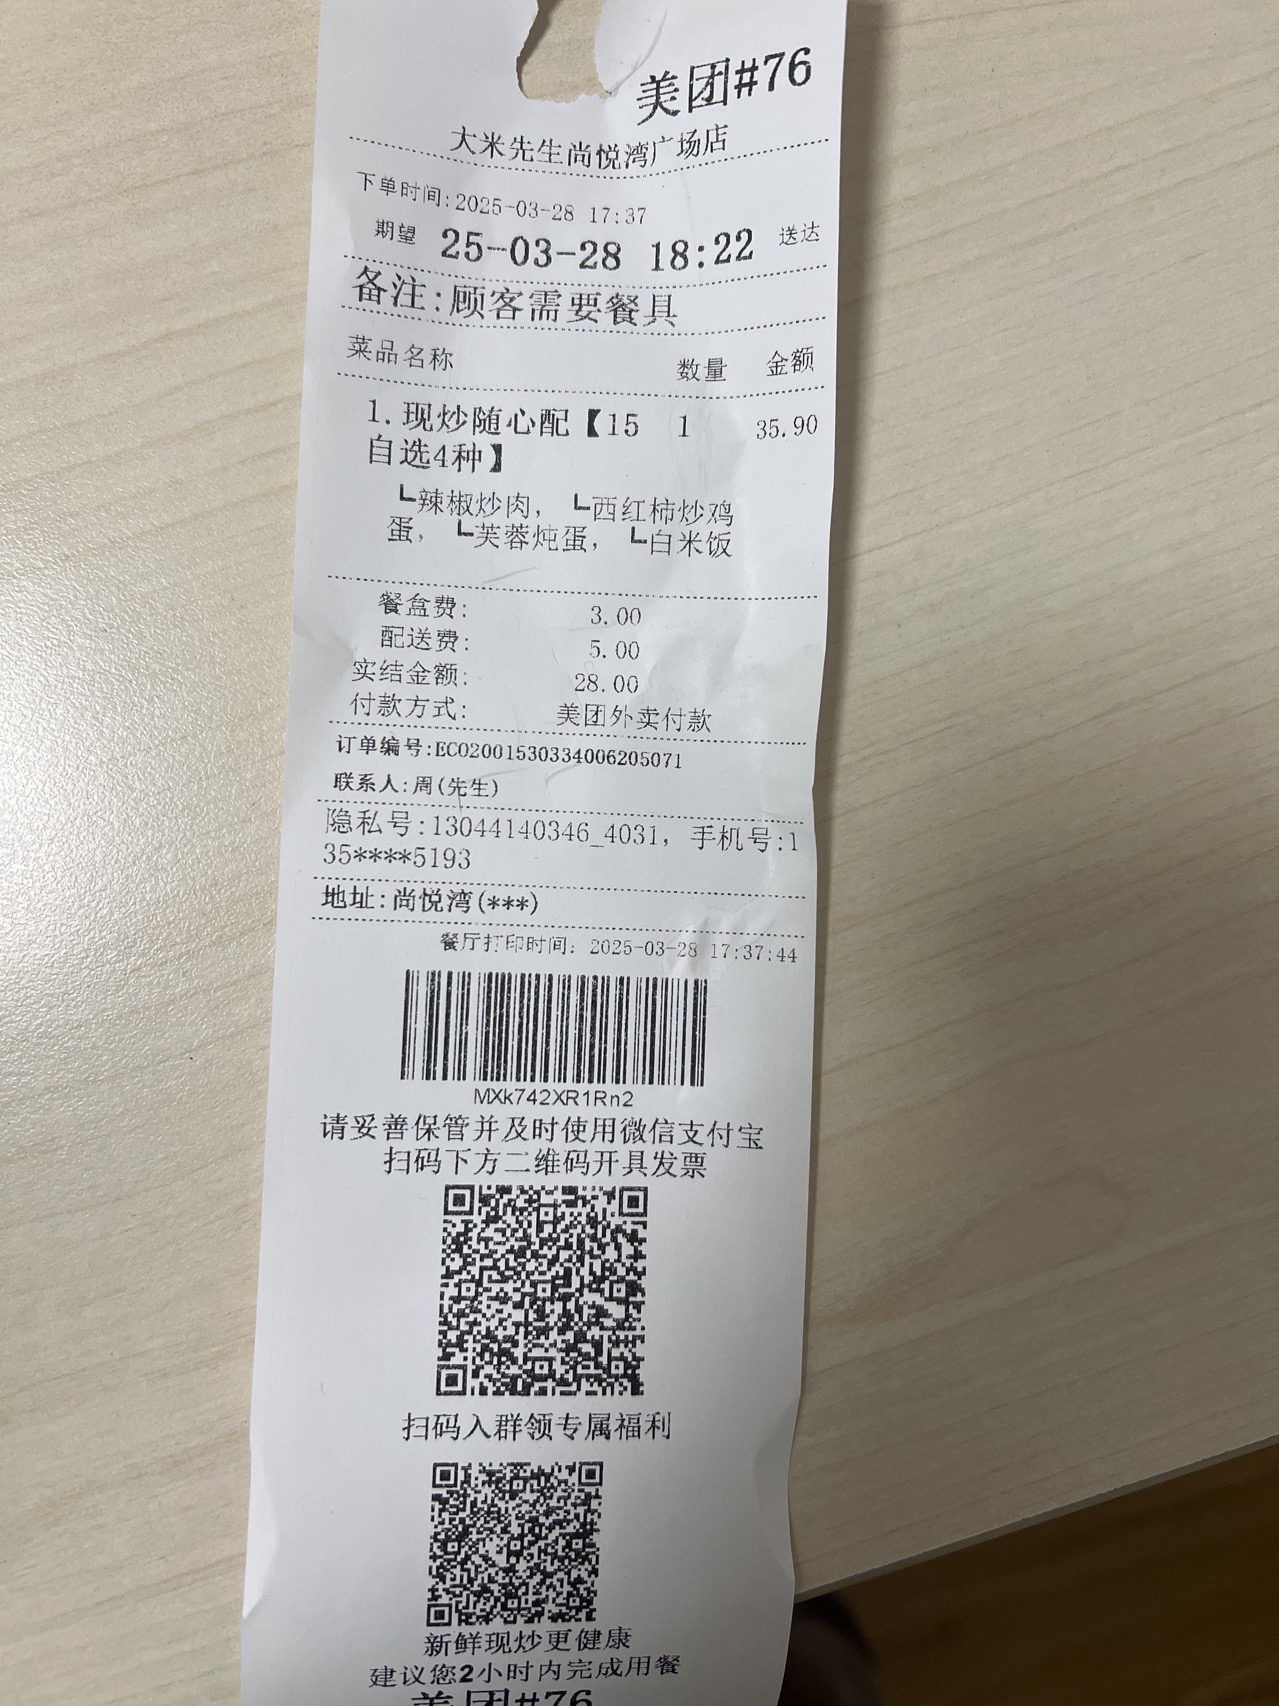 美团#76
大米先生尚悦湾广场店
下单时间:2025-03-28 17:37
期望 25-03-28 18:22 送达
备注:顾客需要餐具
菜品名称 数量 金额
1.现炒随心配【15 1 35.90
自选4种】
┗辣椒炒肉, ┗西红柿炒鸡
蛋, ┗芙蓉炖蛋, ┗白米饭
餐盒费: 3.00
配送费: 5.00
实结金额: 28.00
付款方式: 美团外卖付款
订单编号:ECO2001530334006205071
联系人:周(先生)
隐私号:13044140346_4031, 手机号:1
35****5193
地址:尚悦湾(***)
餐厅打印时间: 2025-03-28 17:37:44
MXk742XR1Rn2
请妥善保管并及时使用微信支付宝
扫码下方二维码开具发票
扫码入群领专属福利
新鲜现炒更健康
建议您2小时内完成用餐
美团#76